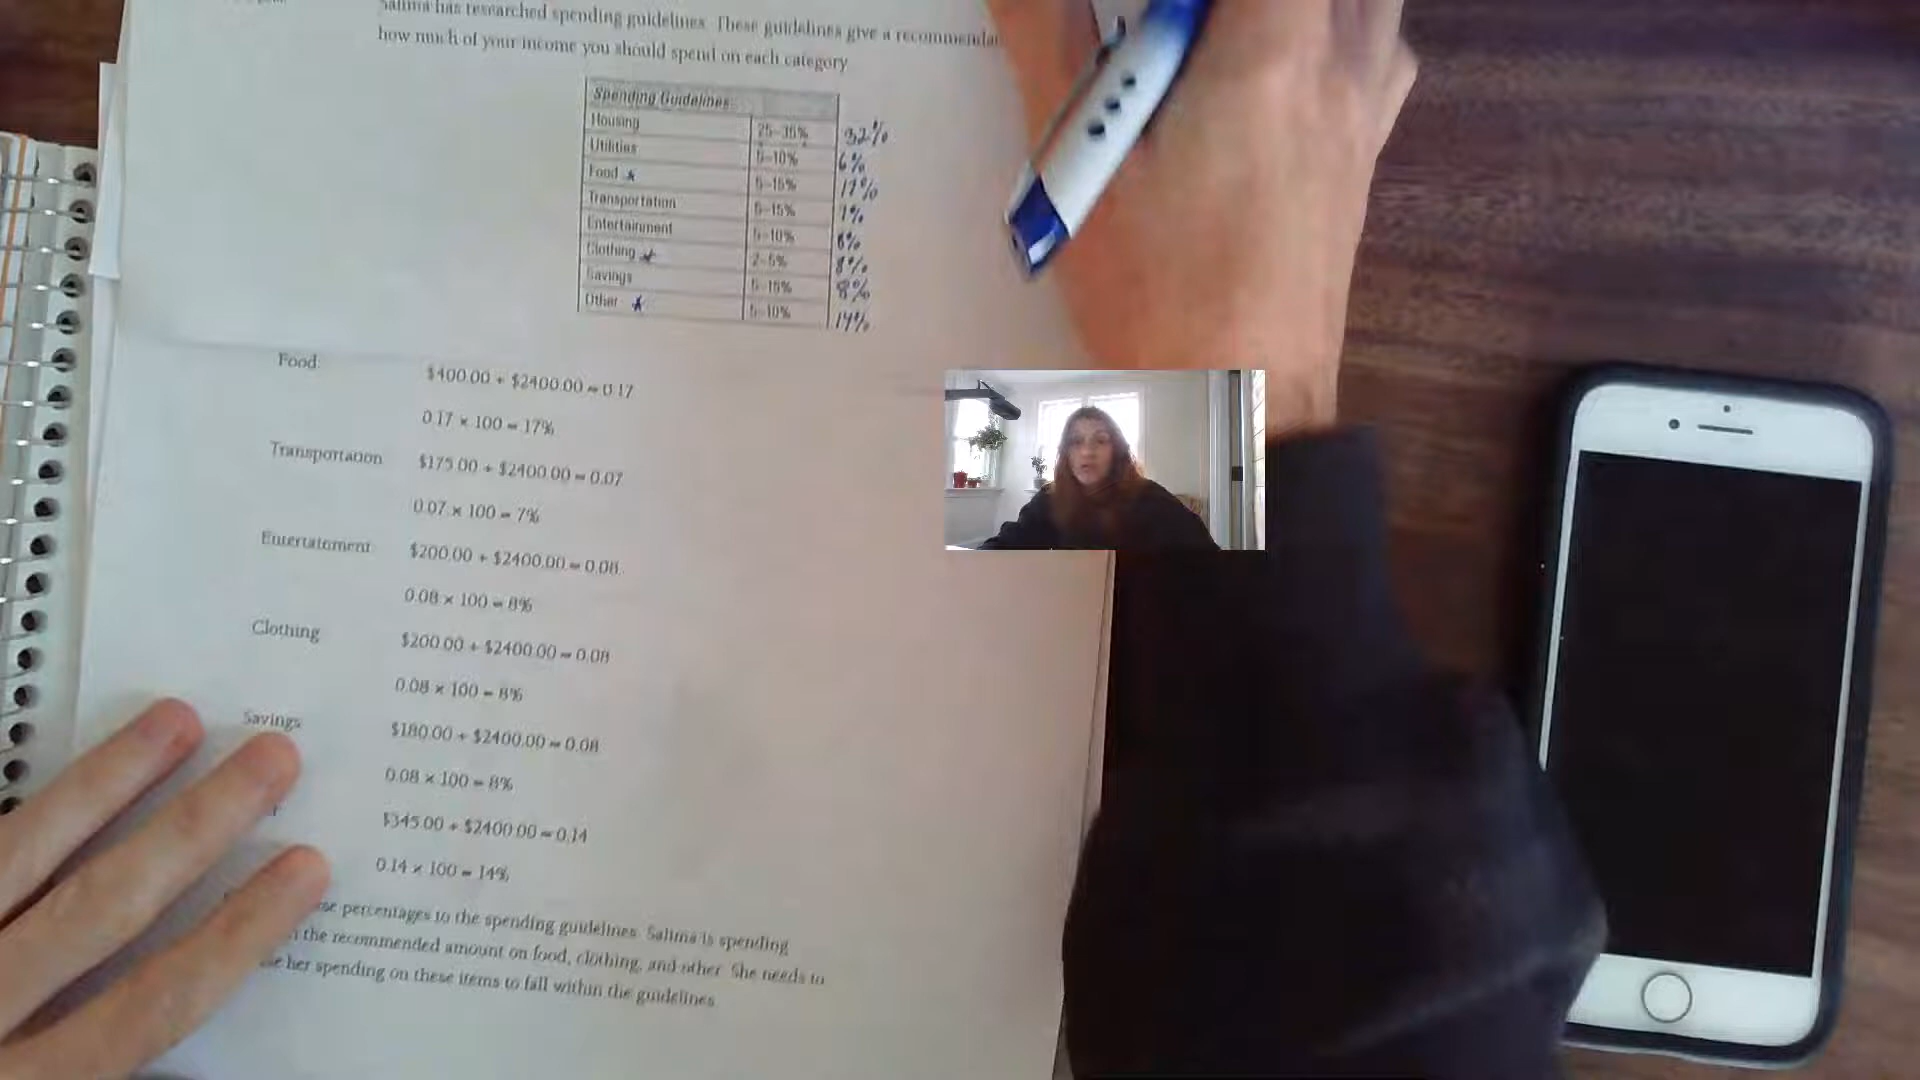 Salima has researched spending guidelines. These guidelines give a
how much of your income you should spend on each category
Spending Guidelines
Housing 25–35% 32%
Utilities 5–10% 6%
Food ★ 5–15% 17%
Transportation 5–15% 7%
Entertainment 5–10% 8%
Clothing ★ 2–5% 8%
Savings 5–15% 8%
Other ★ 5–10% 14%
Food $400.00 ÷ $2400.00 = 0.17
0.17 × 100 = 17%
Transportation $175.00 ÷ $2400.00 = 0.07
0.07 × 100 = 7%
Entertainment $200.00 ÷ $2400.00 = 0.08
0.08 × 100 = 8%
Clothing $200.00 ÷ $2400.00 = 0.08
0.08 × 100 = 8%
Savings $180.00 ÷ $2400.00 = 0.08
0.08 × 100 = 8%
$345.00 ÷ $2400.00 = 0.14
0.14 × 100 = 14%
percentages to the spending guidelines. Salima is spending
the recommended amount on food, clothing, and other. She needs to
her spending on these items to fall within the guidelines